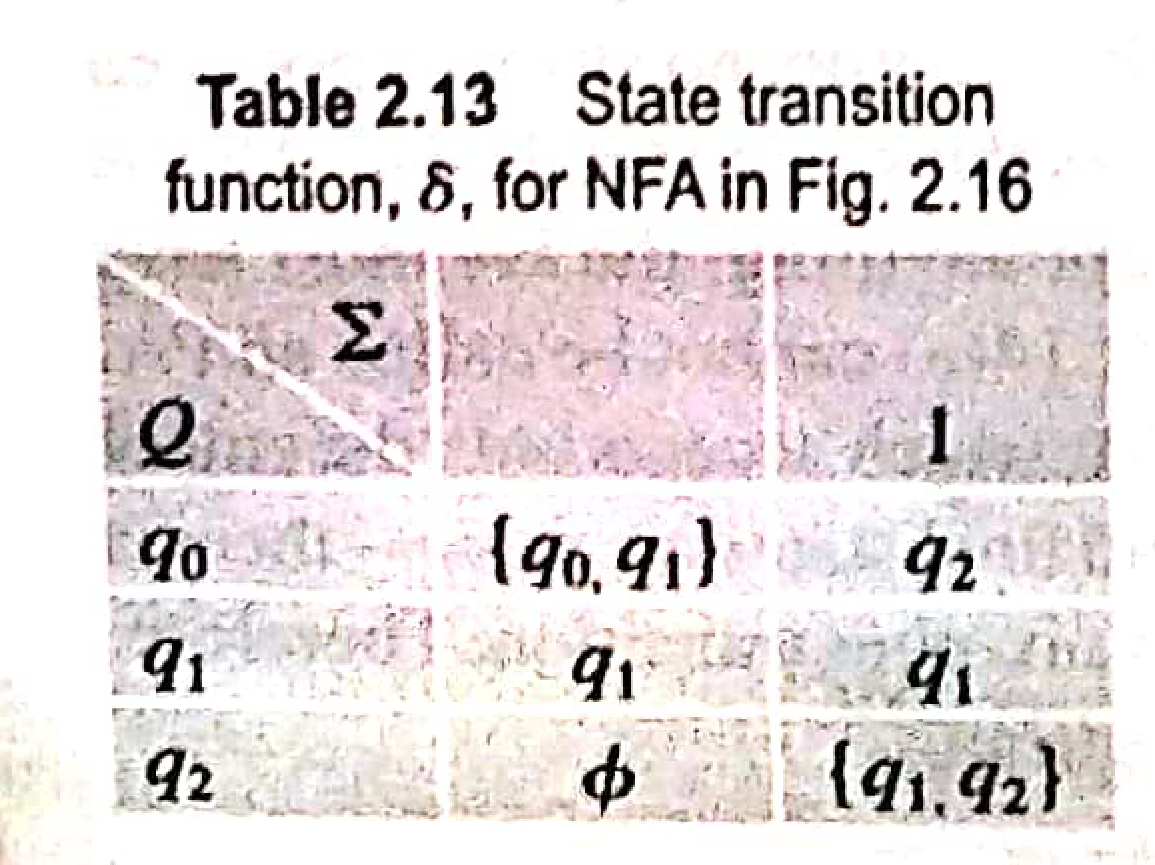 Table 2.13 State transition
function, δ, for NFA in Fig. 2.16
Σ
Q 1
q0 {q0, q1} q2
q1 q1 q1
q2 ϕ {q1, q2}